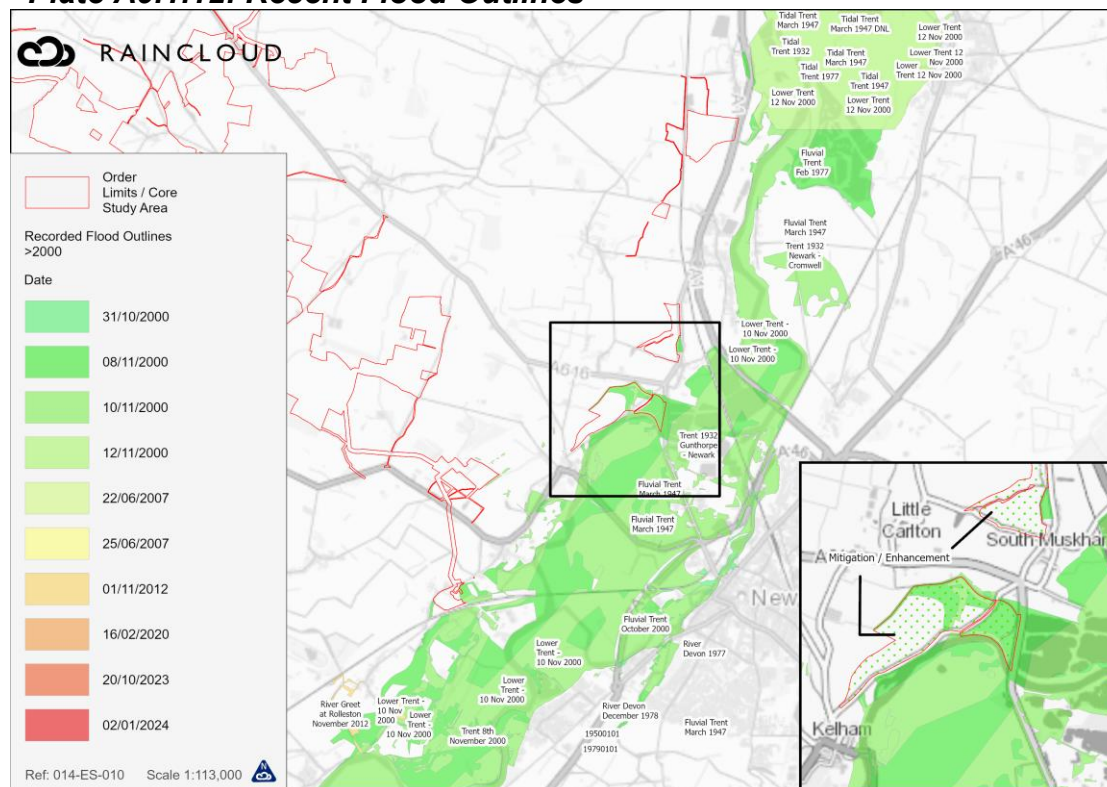 Plate A9.1.12: Recent Flood Outlines
RAINCLOUD
Order
Limits / Core
Study Area
Recorded Flood Outlines
>2000
Date
31/10/2000
08/11/2000
10/11/2000
12/11/2000
22/06/2007
25/06/2007
01/11/2012
16/02/2020
20/10/2023
02/01/2024
Ref: 014-ES-010 Scale 1:113,000
N
Tidal Trent
March 1947
Tidal Trent
March 1947 DNL
Lower Trent
12 Nov 2000
Tidal
Trent 1932
Tidal Trent
March 1947
Lower Trent 12
Nov 2000
Tidal
Trent 1977
Tidal
Trent 1947
Lower
Trent 12 Nov 2000
Lower Trent
12 Nov 2000
Lower Trent
12 Nov 2000
A1
Fluvial
Trent
Feb 1977
Fluvial Trent
March 1947
Trent 1932
Newark -
Cromwell
A46
A1
Lower Trent -
10 Nov 2000
Lower Trent -
10 Nov 2000
A616
Trent 1932
Gunthorpe
- Newark
A46
Fluvial Trent
March 1947
Fluvial Trent
March 1947
New
A46
Fluvial Trent
October 2000
River
Devon 1977
Lower
Trent -
10 Nov 2000
Lower
Trent -
10 Nov 2000
River Greet
at Rolleston
November 2012
Lower Trent -
10 Nov
2000
Lower
Trent -
10 Nov 2000
Trent 8th
November 2000
River Devon
December 1978
19500101
19790101
Fluvial Trent
March 1947
Little
Carlton
South Muskham
Mitigation / Enhancement
Kelham